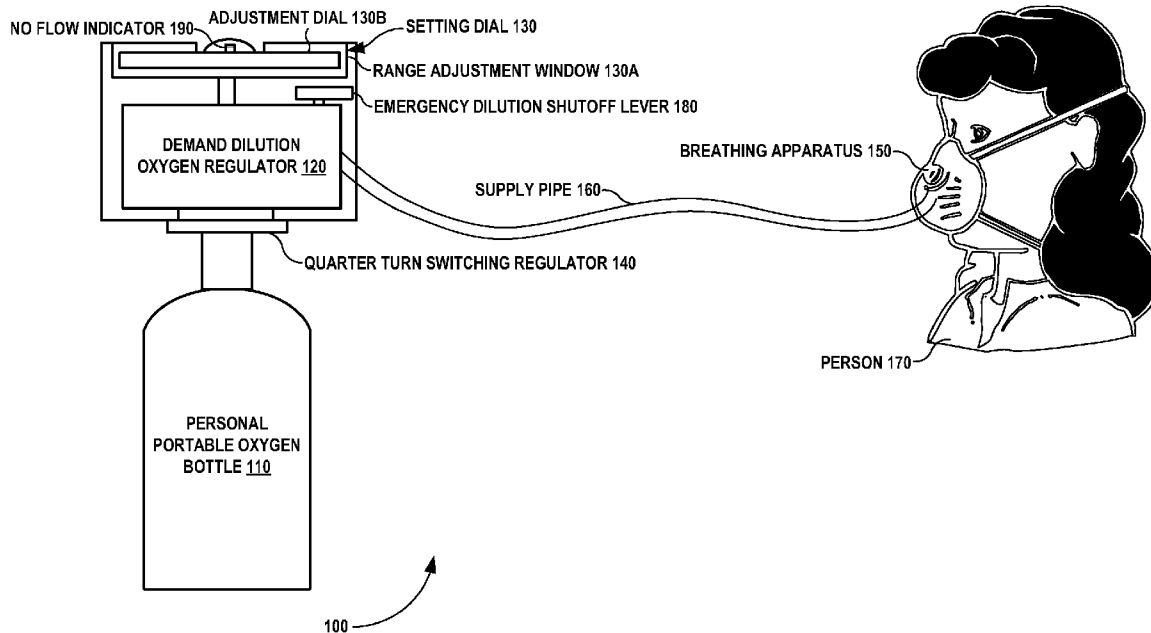 NO FLOW INDICATOR 190
ADJUSTMENT DIAL 130B
SETTING DIAL 130
RANGE ADJUSTMENT WINDOW 130A
EMERGENCY DILUTION SHUTOFF LEVER 180
DEMAND DILUTION
OXYGEN REGULATOR 120
BREATHING APPARATUS 150
SUPPLY PIPE 160
QUARTER TURN SWITCHING REGULATOR 140
PERSON 170
PERSONAL
PORTABLE OXYGEN
BOTTLE 110
100